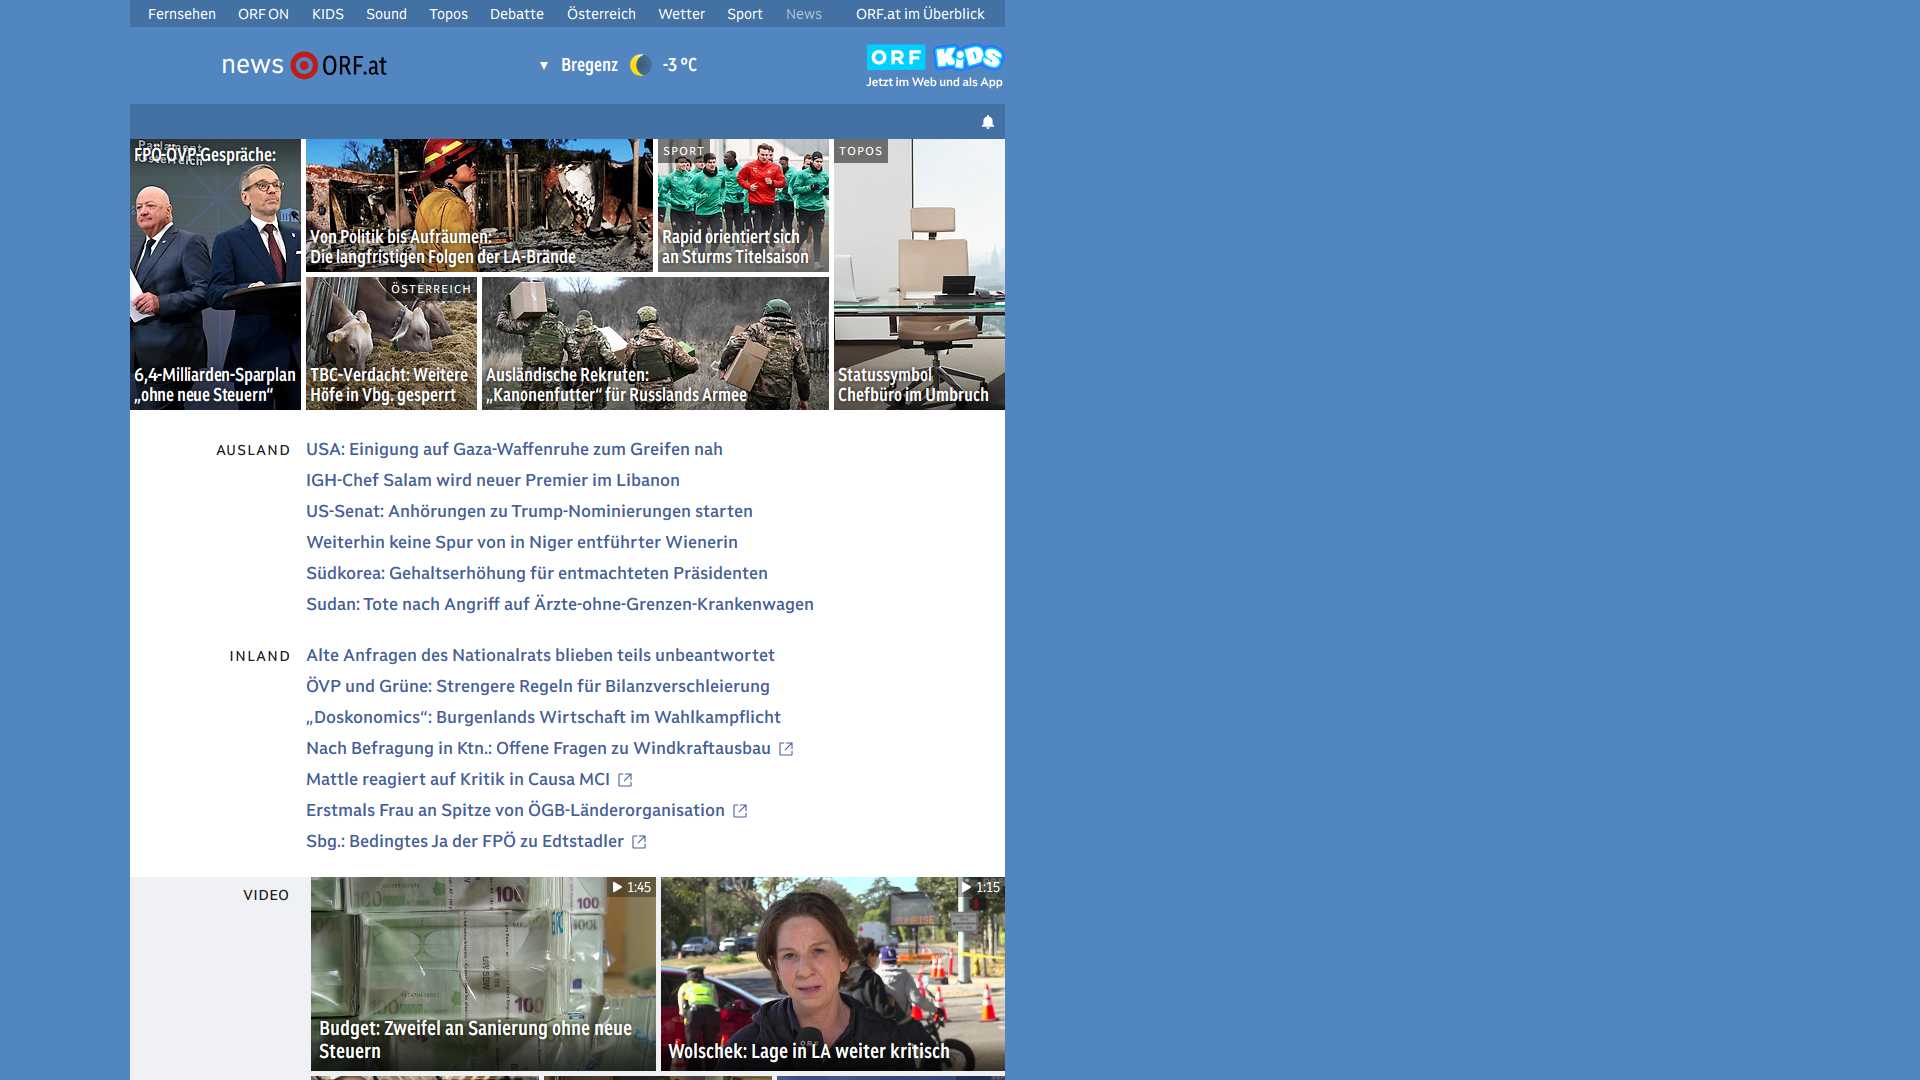 Fernsehen ORF ON KIDS Sound Topos Debatte Österreich Wetter Sport News ORF.at im Überblick
news ORF.at
▼ Bregenz -3 °C
ORF KiDS
Jetzt im Web und als App
FPÖ-ÖVP-Gespräche:
6,4-Milliarden-Sparplan
„ohne neue Steuern“
Von Politik bis Aufräumen:
Die langfristigen Folgen der LA-Brände
SPORT
Rapid orientiert sich
an Sturms Titelsaison
TOPOS
Statussymbol
Chefbüro im Umbruch
ÖSTERREICH
TBC-Verdacht: Weitere
Höfe in Vbg. gesperrt
Ausländische Rekruten:
„Kanonenfutter“ für Russlands Armee
AUSLAND
USA: Einigung auf Gaza-Waffenruhe zum Greifen nah
IGH-Chef Salam wird neuer Premier im Libanon
US-Senat: Anhörungen zu Trump-Nominierungen starten
Weiterhin keine Spur von in Niger entführter Wienerin
Südkorea: Gehaltserhöhung für entmachteten Präsidenten
Sudan: Tote nach Angriff auf Ärzte-ohne-Grenzen-Krankenwagen
INLAND
Alte Anfragen des Nationalrats blieben teils unbeantwortet
ÖVP und Grüne: Strengere Regeln für Bilanzverschleierung
„Doskonomics“: Burgenlands Wirtschaft im Wahlkampflicht
Nach Befragung in Ktn.: Offene Fragen zu Windkraftausbau
Mattle reagiert auf Kritik in Causa MCI
Erstmals Frau an Spitze von ÖGB-Länderorganisation
Sbg.: Bedingtes Ja der FPÖ zu Edtstadler
VIDEO
1:45
Budget: Zweifel an Sanierung ohne neue
Steuern
1:15
Wolschek: Lage in LA weiter kritisch